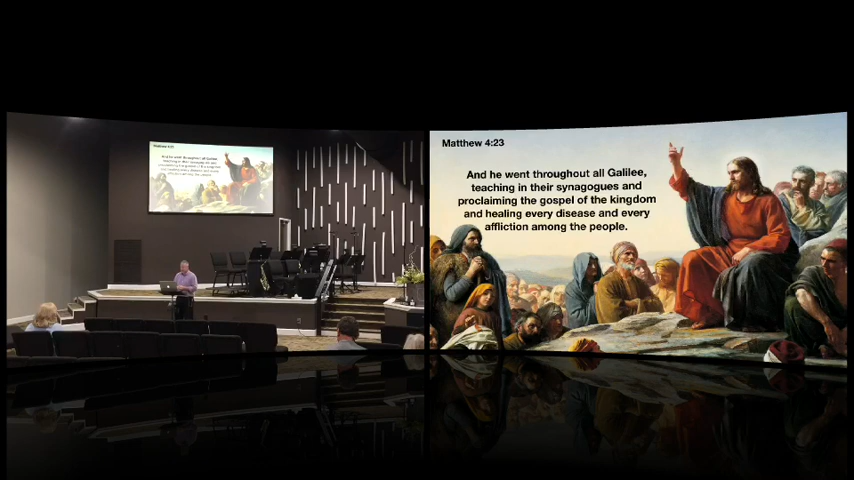 Matthew 4:23
And he went throughout all Galilee,
teaching in their synagogues and
proclaiming the gospel of the kingdom
and healing every disease and every
affliction among the people.